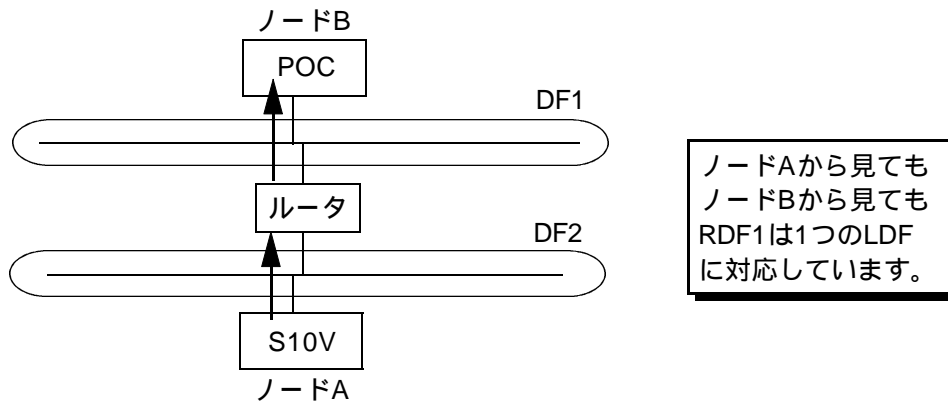 ノードB
POC
DF1
ルータ
DF2
S10V
ノードA
ノードAから見ても
ノードBから見ても
RDF1は1つのLDF
に対応しています。